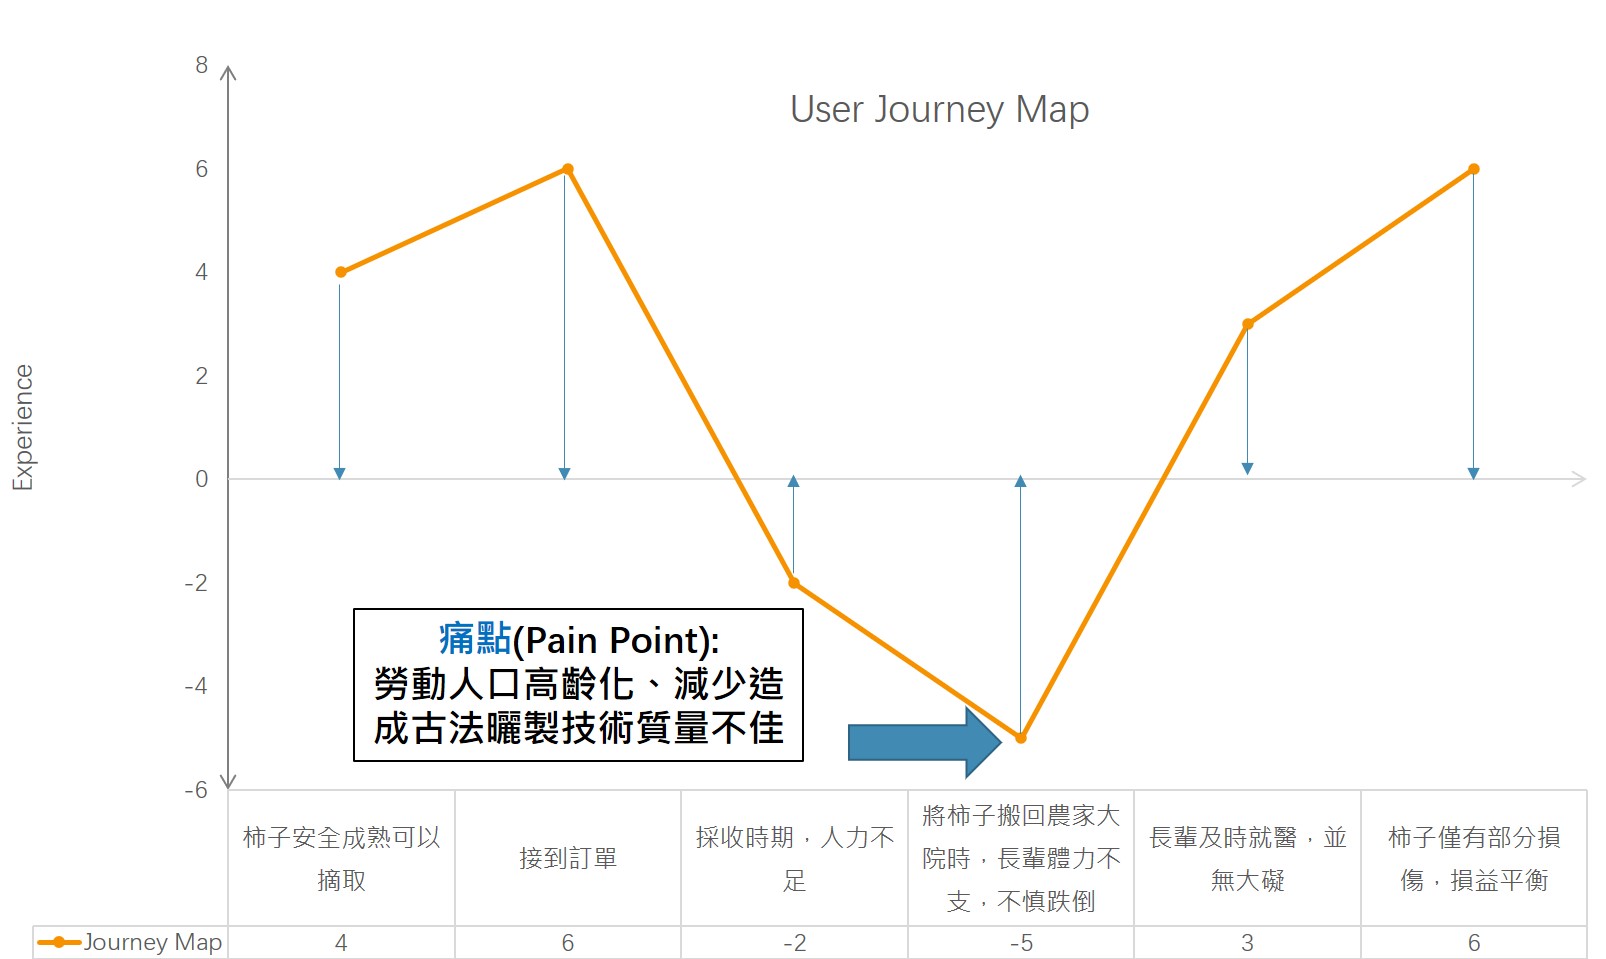 User Journey Map
Experience
8
6
4
2
0
-2
-4
-6
痛點(Pain Point):
勞動人口高齡化、減少造
成古法曬製技術質量不佳
柿子安全成熟可以
摘取
接到訂單
採收時期，人力不
足
將柿子搬回農家大
院時，長輩體力不
支，不慎跌倒
長輩及時就醫，並
無大礙
柿子僅有部分損
傷，損益平衡
Journey Map 4 6 -2 -5 3 6